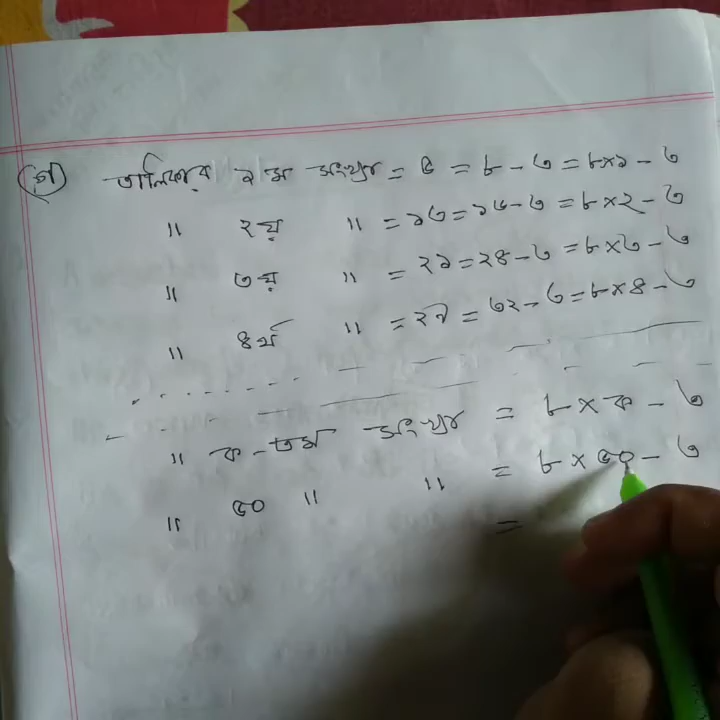 (গ) তালিকার ১ম সংখ্যা = ৫ = ৮ - ৩ = ৮×১ - ৩
" ২য় " = ১৩ = ১৬ - ৩ = ৮×২ - ৩
" ৩য় " = ২১ = ২৪ - ৩ = ৮×৩ - ৩
" ৪র্থ " = ২৯ = ৩২ - ৩ = ৮×৪ - ৩
" ক - তম সংখ্যা = ৮ × ক - ৩
" ৫০ " " = ৮ × ৫০ - ৩
=